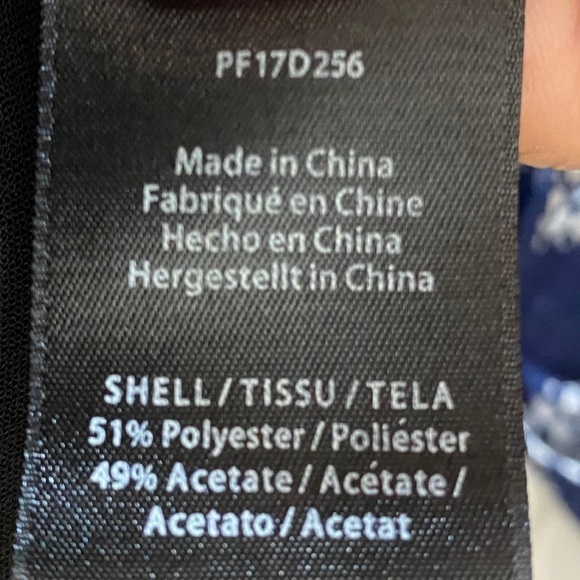 PF17D256
Made in China
Fabriqué en Chine
Hecho en China
Hergestellt in China
SHELL / TISSU / TELA
51% Polyester / Poliéster
49% Acetate / Acétate /
Acetato / Acetat